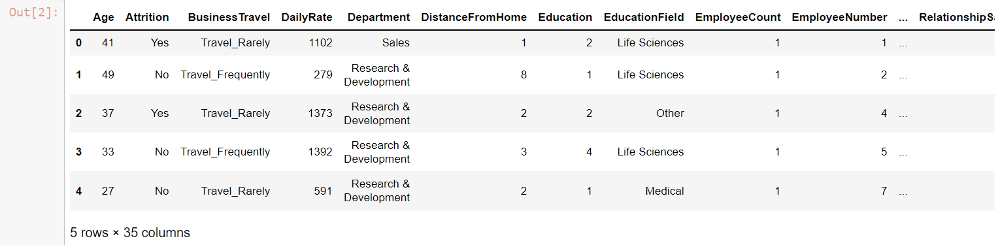 Out[2]:
Age Attrition BusinessTravel DailyRate Department DistanceFromHome Education EducationField EmployeeCount EmployeeNumber ... RelationshipSa
0 41 Yes Travel_Rarely 1102 Sales 1 2 Life Sciences 1 1 ...
1 49 No Travel_Frequently 279 Research & Development 8 1 Life Sciences 1 2 ...
2 37 Yes Travel_Rarely 1373 Research & Development 2 2 Other 1 4 ...
3 33 No Travel_Frequently 1392 Research & Development 3 4 Life Sciences 1 5 ...
4 27 No Travel_Rarely 591 Research & Development 2 1 Medical 1 7 ...
5 rows × 35 columns